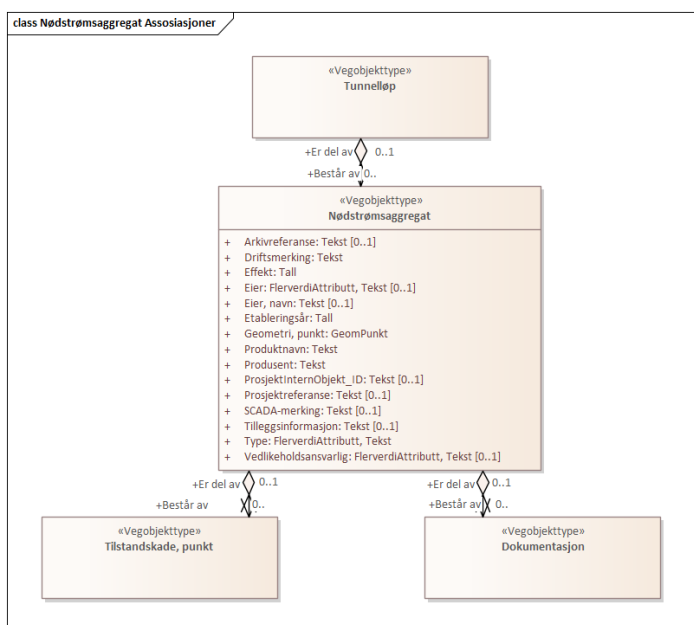 class Nødstrømsaggregat Assosiasjoner
«Vegobjekttype»
Tunnelløp
+Er del av 0..1
+Består av 0..
«Vegobjekttype»
Nødstrømsaggregat
+ Arkivreferanse: Tekst [0..1]
+ Driftsmerking: Tekst
+ Effekt: Tall
+ Eier: FlerverdiAttributt, Tekst [0..1]
+ Eier, navn: Tekst [0..1]
+ Etableringsår: Tall
+ Geometri, punkt: GeomPunkt
+ Produktnavn: Tekst
+ Produsent: Tekst
+ ProsjektInternObjekt_ID: Tekst [0..1]
+ Prosjektreferanse: Tekst [0..1]
+ SCADA-merking: Tekst [0..1]
+ Tilleggsinformasjon: Tekst [0..1]
+ Type: FlerverdiAttributt, Tekst
+ Vedlikeholdsansvarlig: FlerverdiAttributt, Tekst [0..1]
+Er del av 0..1
+Består av 0..
«Vegobjekttype»
Tilstandskade, punkt
+Er del av 0..1
+Består av 0..
«Vegobjekttype»
Dokumentasjon